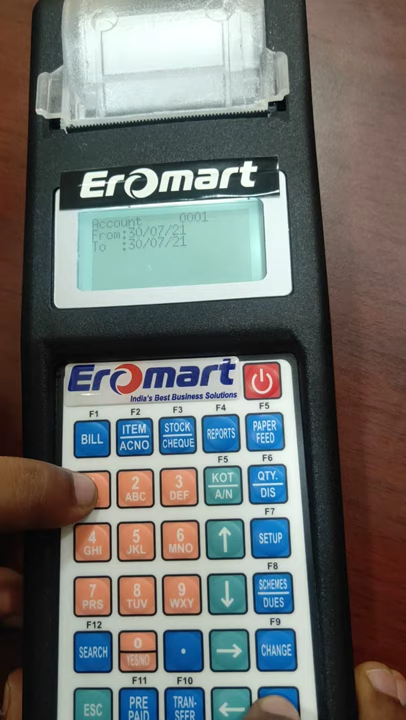 Eromart
Account 0001
From:30/07/21
To :30/07/21
Eromart
India's Best Business Solutions
F1 F2 F3 F4 F5
BILL ITEM ACNO STOCK CHEQUE REPORTS PAPER FEED
F5 F6
2 ABC 3 DEF KOT A/N QTY. DIS
F7
4 GHI 5 JKL 6 MNO SETUP
F8
7 PRS 8 TUV 9 WXY SCHEMES DUES
F12 F9
SEARCH 0 YES/NO . CHANGE
F11 F10
ESC PRE PAID TRAN- SFER